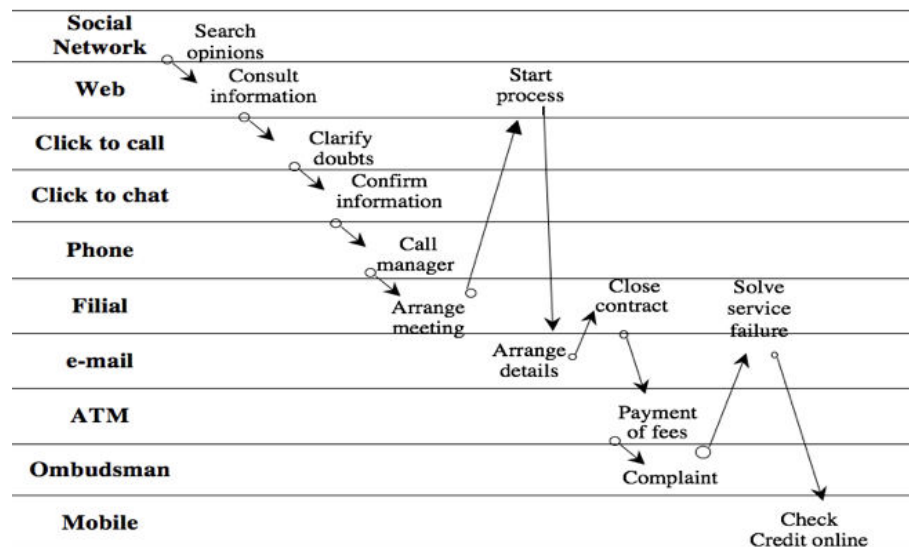 Social
Network
Search
opinions
Web
Consult
information
Start
process
Click to call
Clarify
doubts
Click to chat
Confirm
information
Phone
Call
manager
Filial
Arrange
meeting
Close
contract
Solve
service
failure
e-mail
Arrange
details
ATM
Payment
of fees
Ombudsman
Complaint
Mobile
Check
Credit online